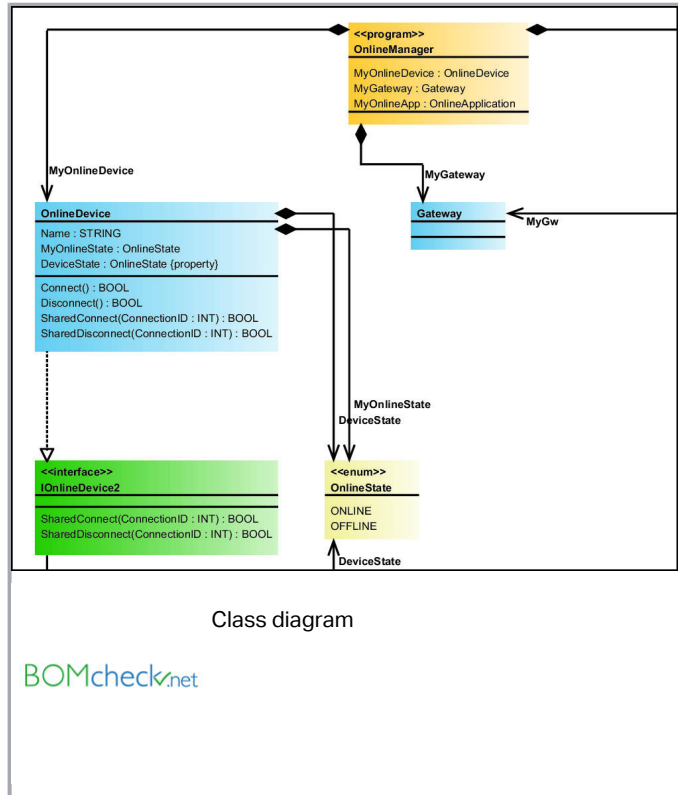 <<program>>
OnlineManager
MyOnlineDevice : OnlineDevice
MyGateway : Gateway
MyOnlineApp : OnlineApplication
MyOnlineDevice
MyGateway
OnlineDevice
Name : STRING
MyOnlineState : OnlineState
DeviceState : OnlineState {property}
Connect() : BOOL
Disconnect() : BOOL
SharedConnect(ConnectionID : INT) : BOOL
SharedDisconnect(ConnectionID : INT) : BOOL
Gateway
MyGw
MyOnlineState
DeviceState
<<interface>>
IOnlineDevice2
SharedConnect(ConnectionID : INT) : BOOL
SharedDisconnect(ConnectionID : INT) : BOOL
<<enum>>
OnlineState
ONLINE
OFFLINE
DeviceState
Class diagram
BOMcheck.net